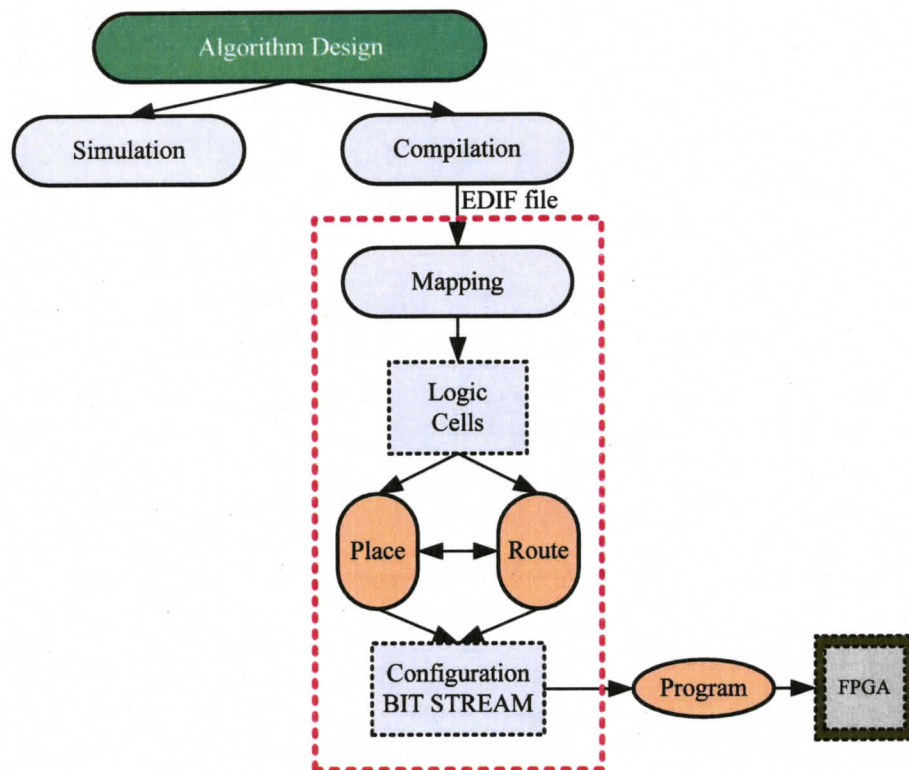 Algorithm Design
Simulation
Compilation
EDIF file
Mapping
Logic
Cells
Place
Route
Configuration
BIT STREAM
Program
FPGA